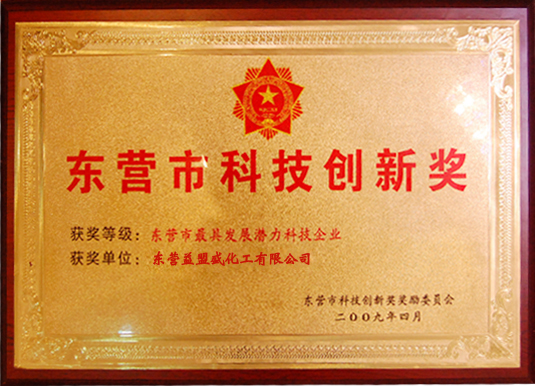 东营市科技创新奖
获奖等级：东营市最具发展潜力科技企业
获奖单位：东营益盟盛化工有限公司
东营市科技创新奖奖励委员会
二〇〇九年四月